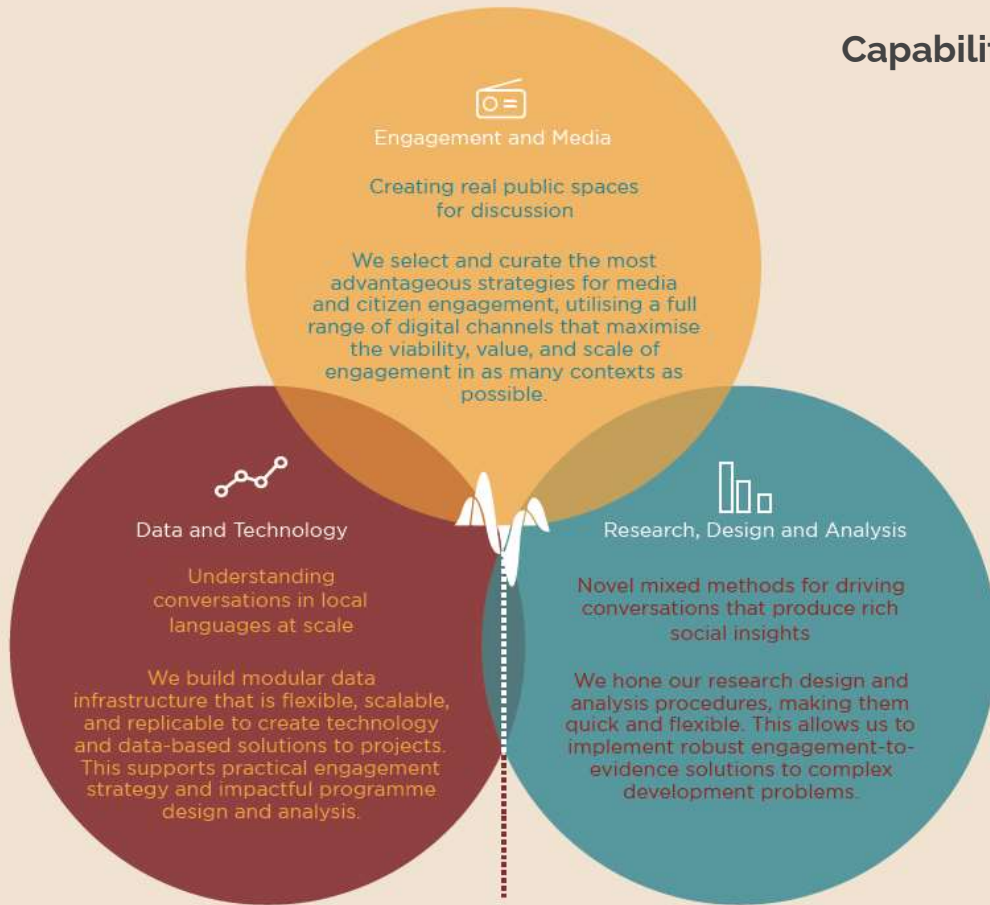 Capabilit
Engagement and Media
Creating real public spaces
for discussion
We select and curate the most
advantageous strategies for media
and citizen engagement, utilising a full
range of digital channels that maximise
the viability, value, and scale of
engagement in as many contexts as
possible.
Data and Technology
Understanding
conversations in local
languages at scale
We build modular data
infrastructure that is flexible, scalable,
and replicable to create technology
and data-based solutions to projects.
This supports practical engagement
strategy and impactful programme
design and analysis.
Research, Design and Analysis
Novel mixed methods for driving
conversations that produce rich
social insights
We hone our research design and
analysis procedures, making them
quick and flexible. This allows us to
implement robust engagement-to-
evidence solutions to complex
development problems.